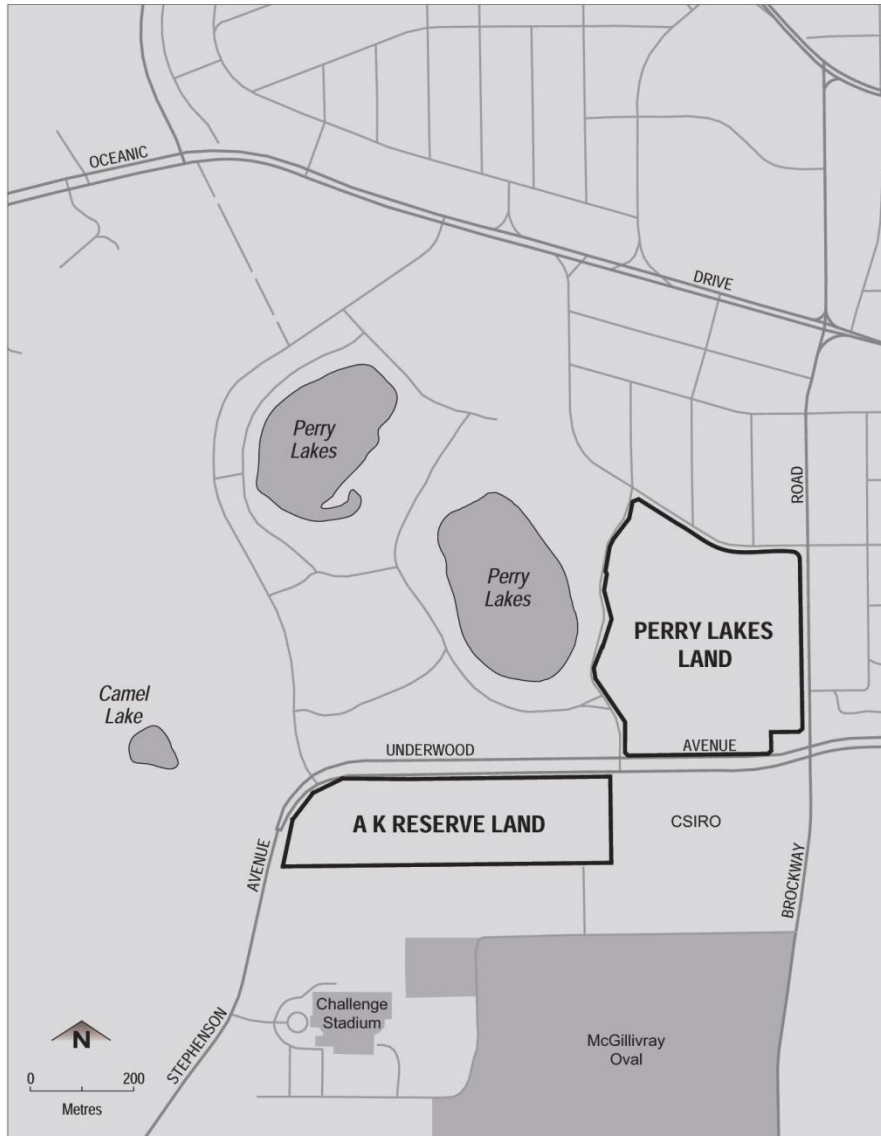 OCEANIC
DRIVE
Perry
Lakes
ROAD
Perry
Lakes
PERRY LAKES
LAND
Camel
Lake
UNDERWOOD
AVENUE
A K RESERVE LAND
CSIRO
AVENUE
BROCKWAY
Challenge
Stadium
McGillivray
Oval
STEPHENSON
N
0 200
Metres